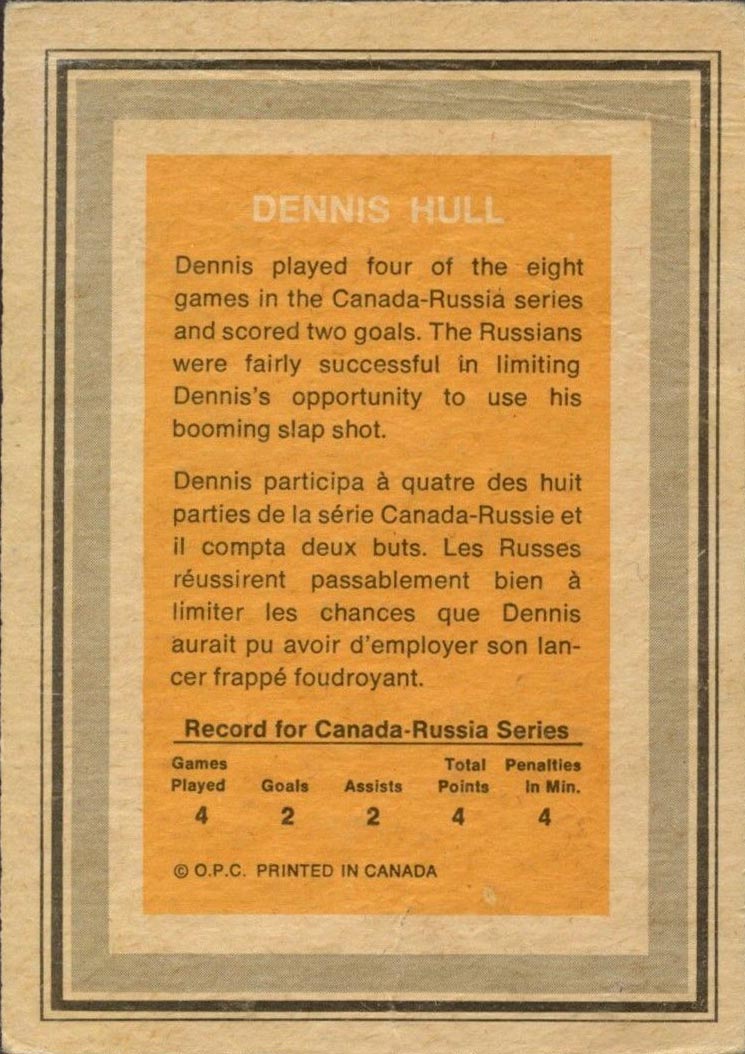 DENNIS HULL
Dennis played four of the eight
games in the Canada-Russia series
and scored two goals. The Russians
were fairly successful in limiting
Dennis's opportunity to use his
booming slap shot.
Dennis participa à quatre des huit
parties de la série Canada-Russie et
il compta deux buts. Les Russes
réussirent passablement bien à
limiter les chances que Dennis
aurait pu avoir d'employer son lan-
cer frappé foudroyant.
Record for Canada-Russia Series
Games Total Penalties
Played Goals Assists Points In Min.
4 2 2 4 4
© O.P.C. PRINTED IN CANADA